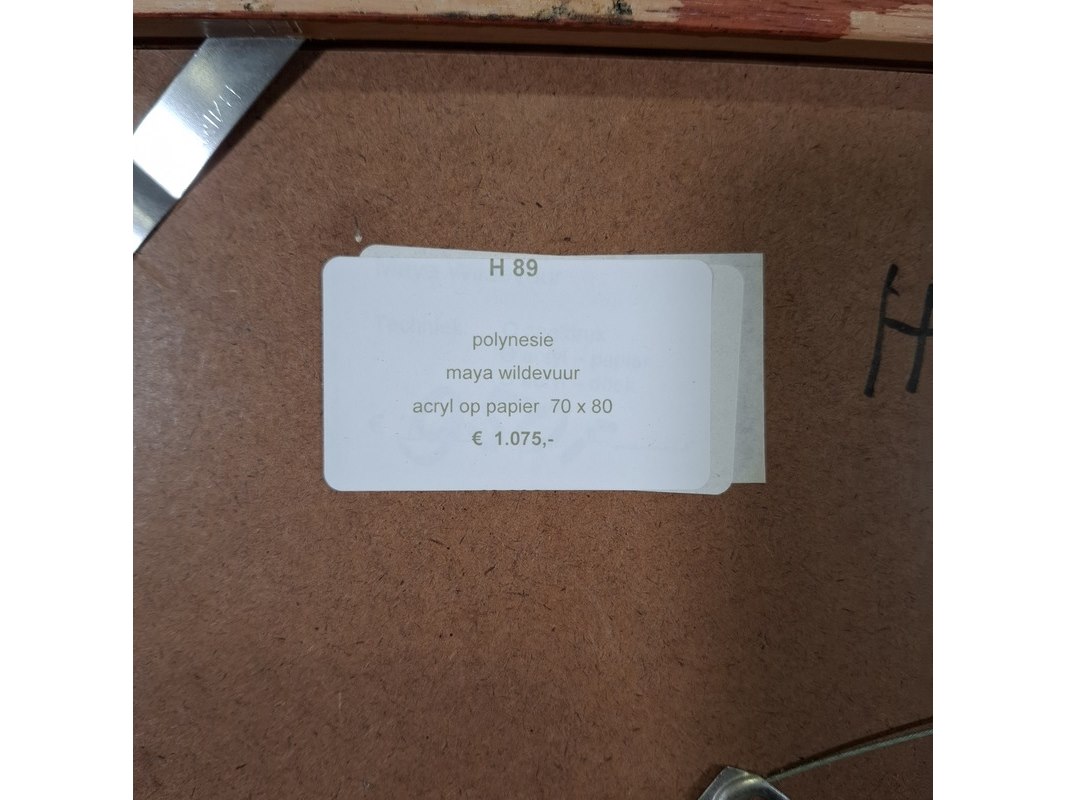 H 89
polynesie
maya wildevuur
acryl op papier 70 x 80
€ 1.075,-
H